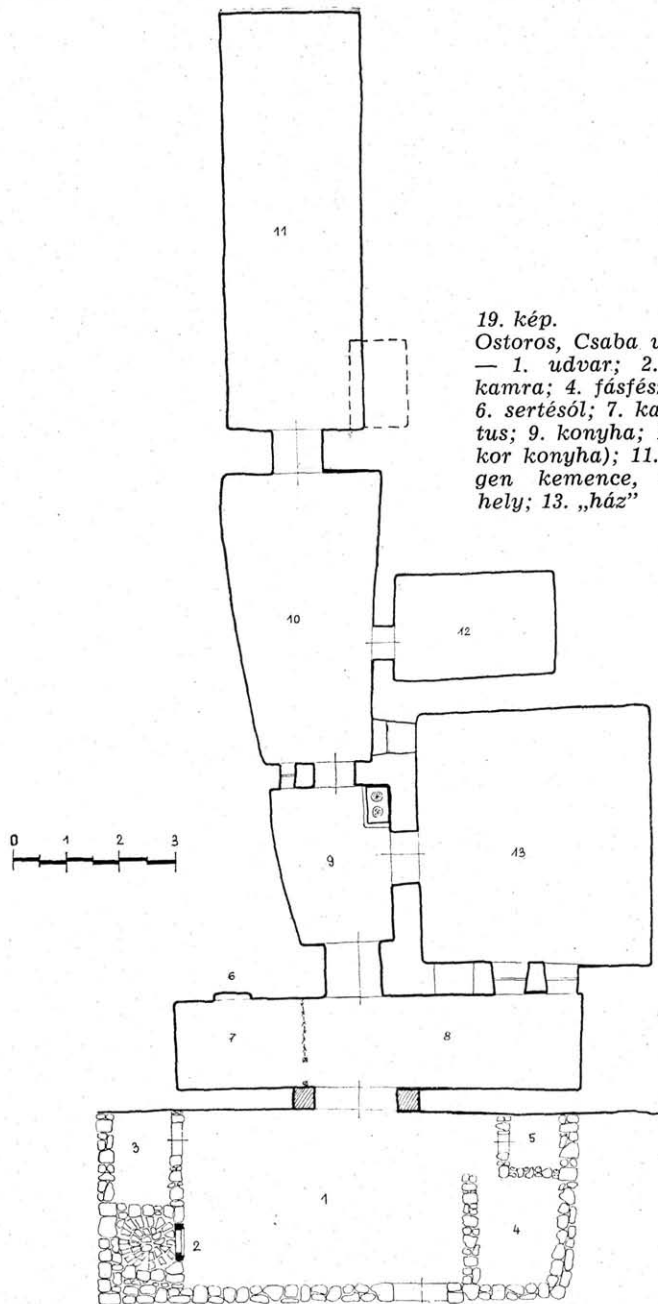 11
19. kép.
Ostoros, Csaba u
— 1. udvar; 2.
kamra; 4. fásfész
6. sertésól; 7. ka
tus; 9. konyha;
kor konyha); 11.
gen kemence,
hely; 13. „ház”
10
12
0 1 2 3
9
13
6
7
8
3
5
1
4
2